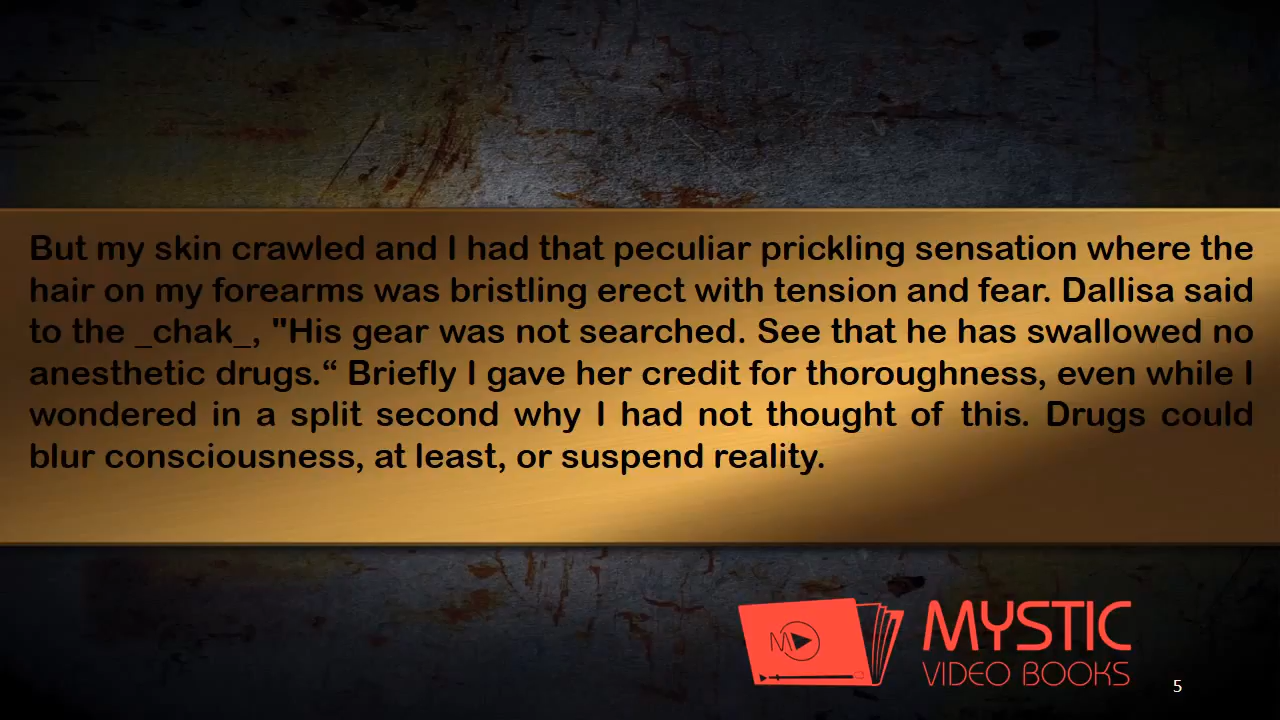 But my skin crawled and I had that peculiar prickling sensation where the
hair on my forearms was bristling erect with tension and fear. Dallisa said
to the _chak_, "His gear was not searched. See that he has swallowed no
anesthetic drugs.“ Briefly I gave her credit for thoroughness, even while I
wondered in a split second why I had not thought of this. Drugs could
blur consciousness, at least, or suspend reality.
MYSTIC
VIDEO BOOKS
5